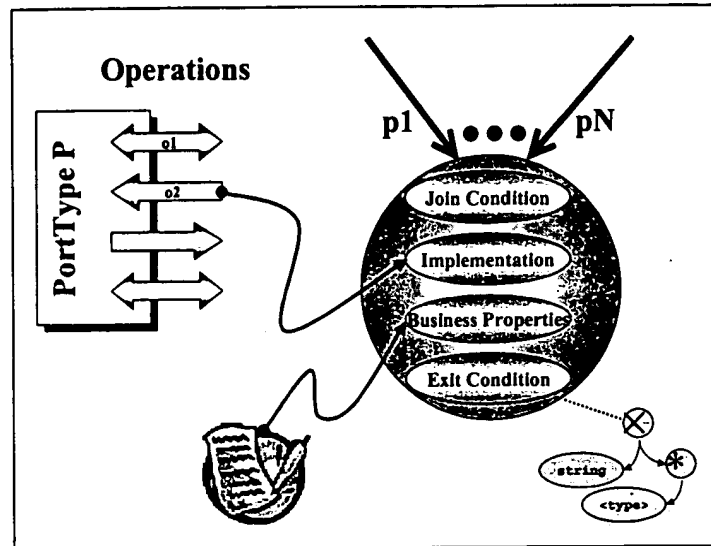 Operations
p1
pN
PortType P
o1
o2
Join Condition
Implementation
Business Properties
Exit Condition
string
*
<type>